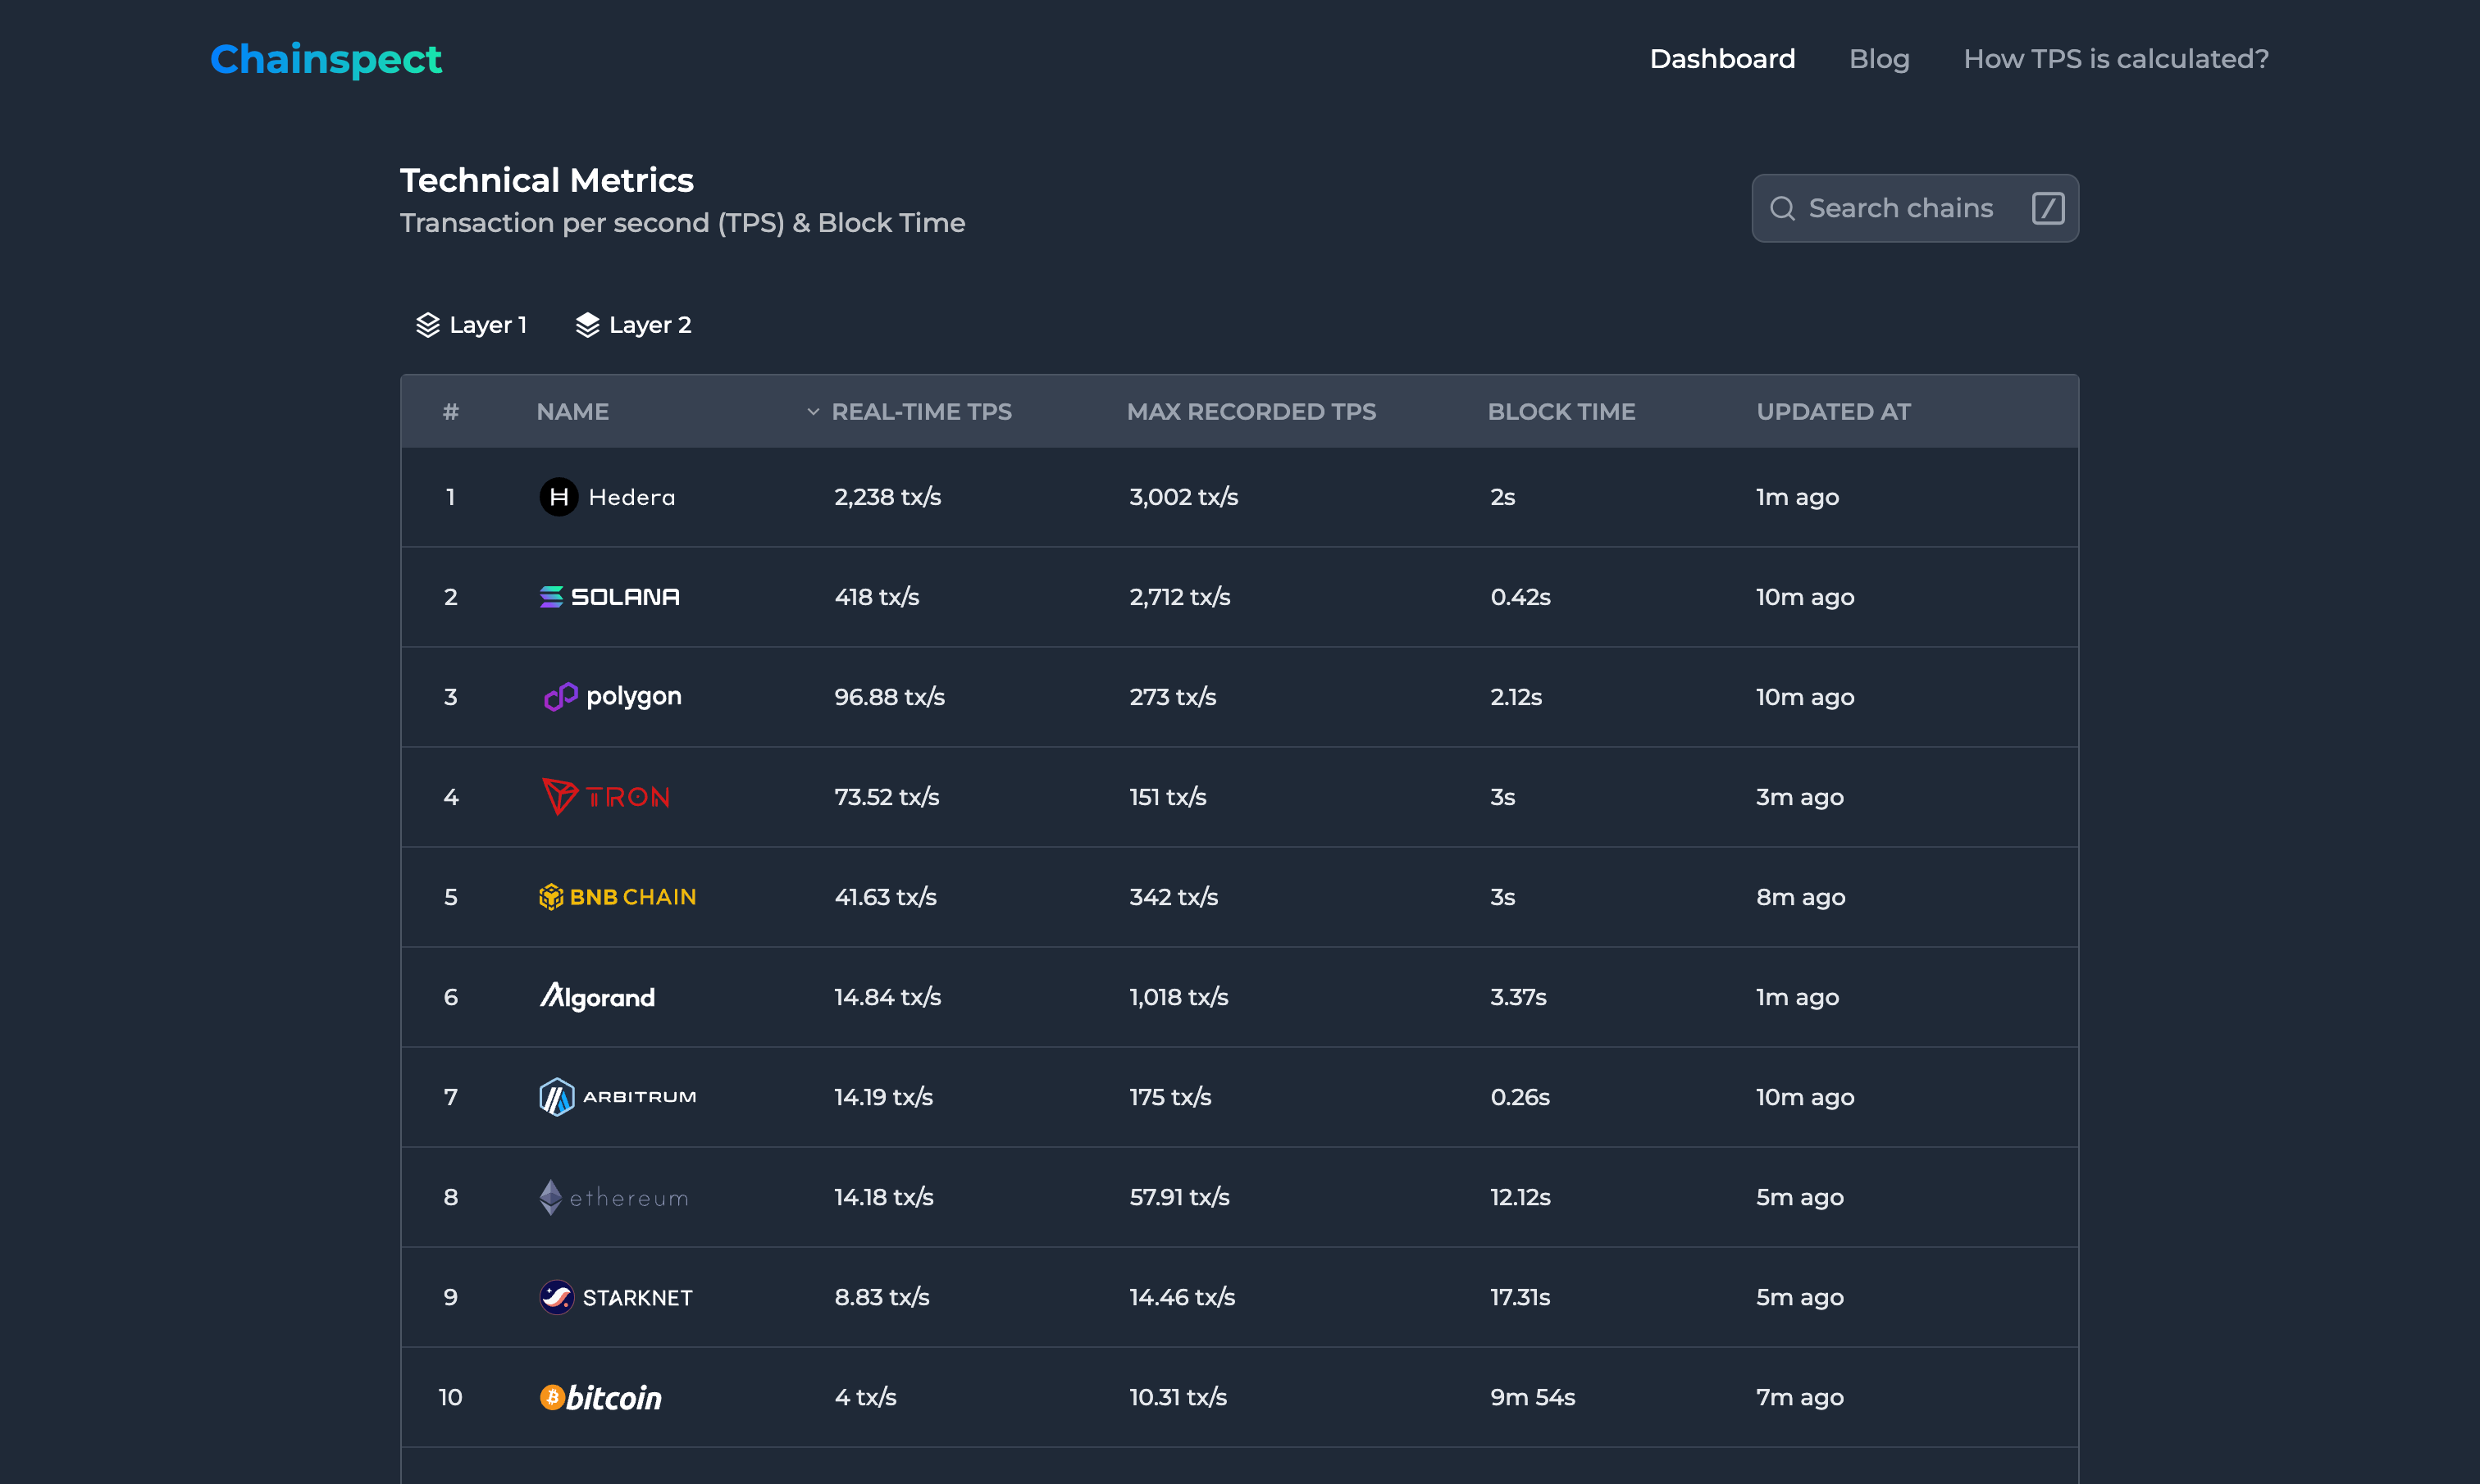 Chainspect Dashboard Blog How TPS is calculated?
Technical Metrics
Transaction per second (TPS) & Block Time
Search chains /
Layer 1 Layer 2
# NAME REAL-TIME TPS MAX RECORDED TPS BLOCK TIME UPDATED AT
1 Hedera 2,238 tx/s 3,002 tx/s 2s 1m ago
2 SOLANA 418 tx/s 2,712 tx/s 0.42s 10m ago
3 polygon 96.88 tx/s 273 tx/s 2.12s 10m ago
4 TRON 73.52 tx/s 151 tx/s 3s 3m ago
5 BNB CHAIN 41.63 tx/s 342 tx/s 3s 8m ago
6 Algorand 14.84 tx/s 1,018 tx/s 3.37s 1m ago
7 ARBITRUM 14.19 tx/s 175 tx/s 0.26s 10m ago
8 ethereum 14.18 tx/s 57.91 tx/s 12.12s 5m ago
9 STARKNET 8.83 tx/s 14.46 tx/s 17.31s 5m ago
10 bitcoin 4 tx/s 10.31 tx/s 9m 54s 7m ago